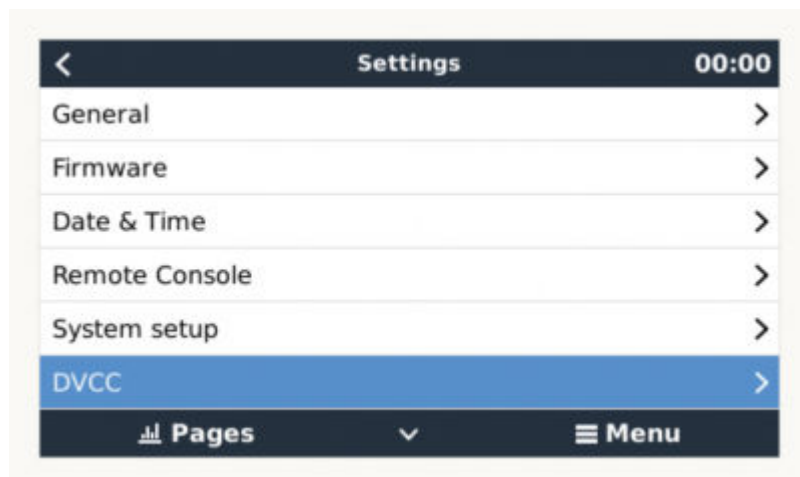 Settings 00:00
General
Firmware
Date & Time
Remote Console
System setup
DVCC
Pages Menu